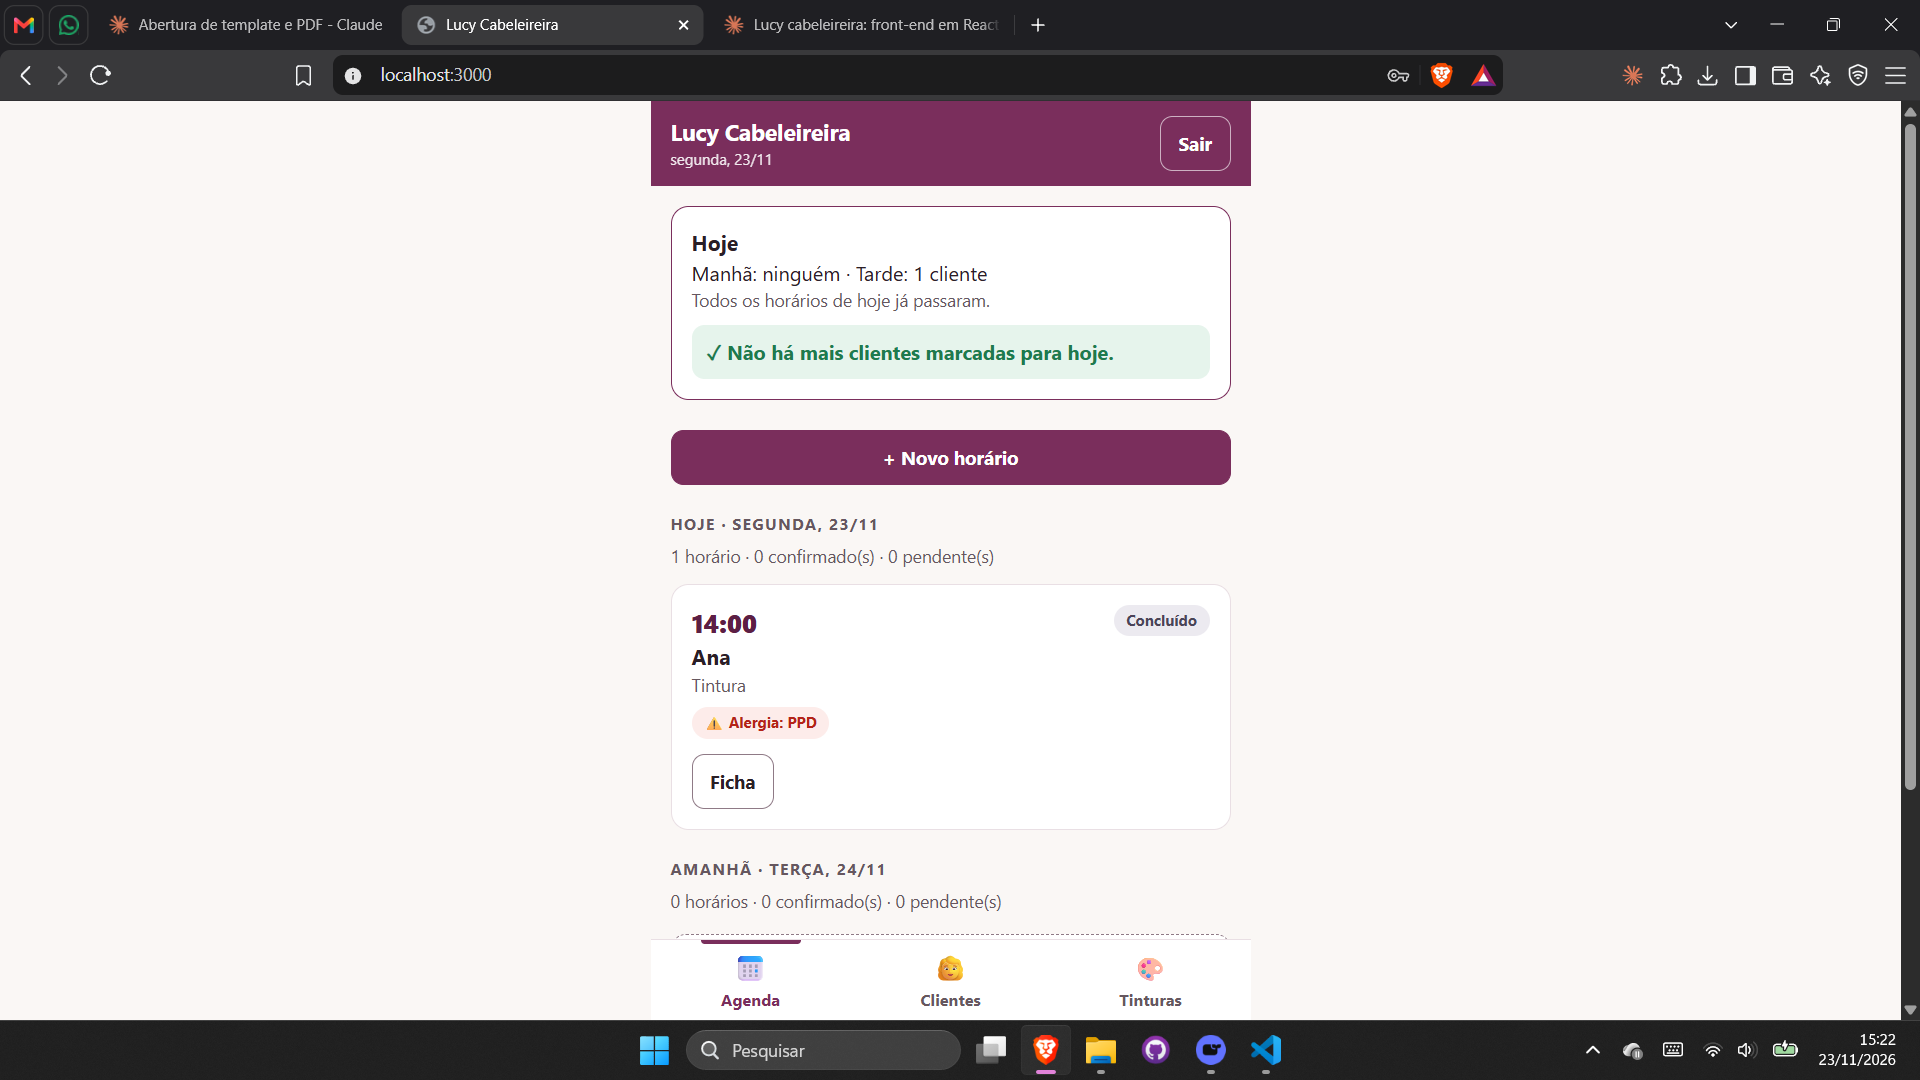 Abertura de template e PDF - Claude
Lucy Cabeleireira
Lucy cabeleireira: front-end em React
localhost:3000
Lucy Cabeleireira
segunda, 23/11
Sair
Hoje
Manhã: ninguém · Tarde: 1 cliente
Todos os horários de hoje já passaram.
✓ Não há mais clientes marcadas para hoje.
+ Novo horário
HOJE · SEGUNDA, 23/11
1 horário · 0 confirmado(s) · 0 pendente(s)
14:00
Concluído
Ana
Tintura
⚠ Alergia: PPD
Ficha
AMANHÃ · TERÇA, 24/11
0 horários · 0 confirmado(s) · 0 pendente(s)
Agenda
Clientes
Tinturas
Pesquisar
15:22
23/11/2026